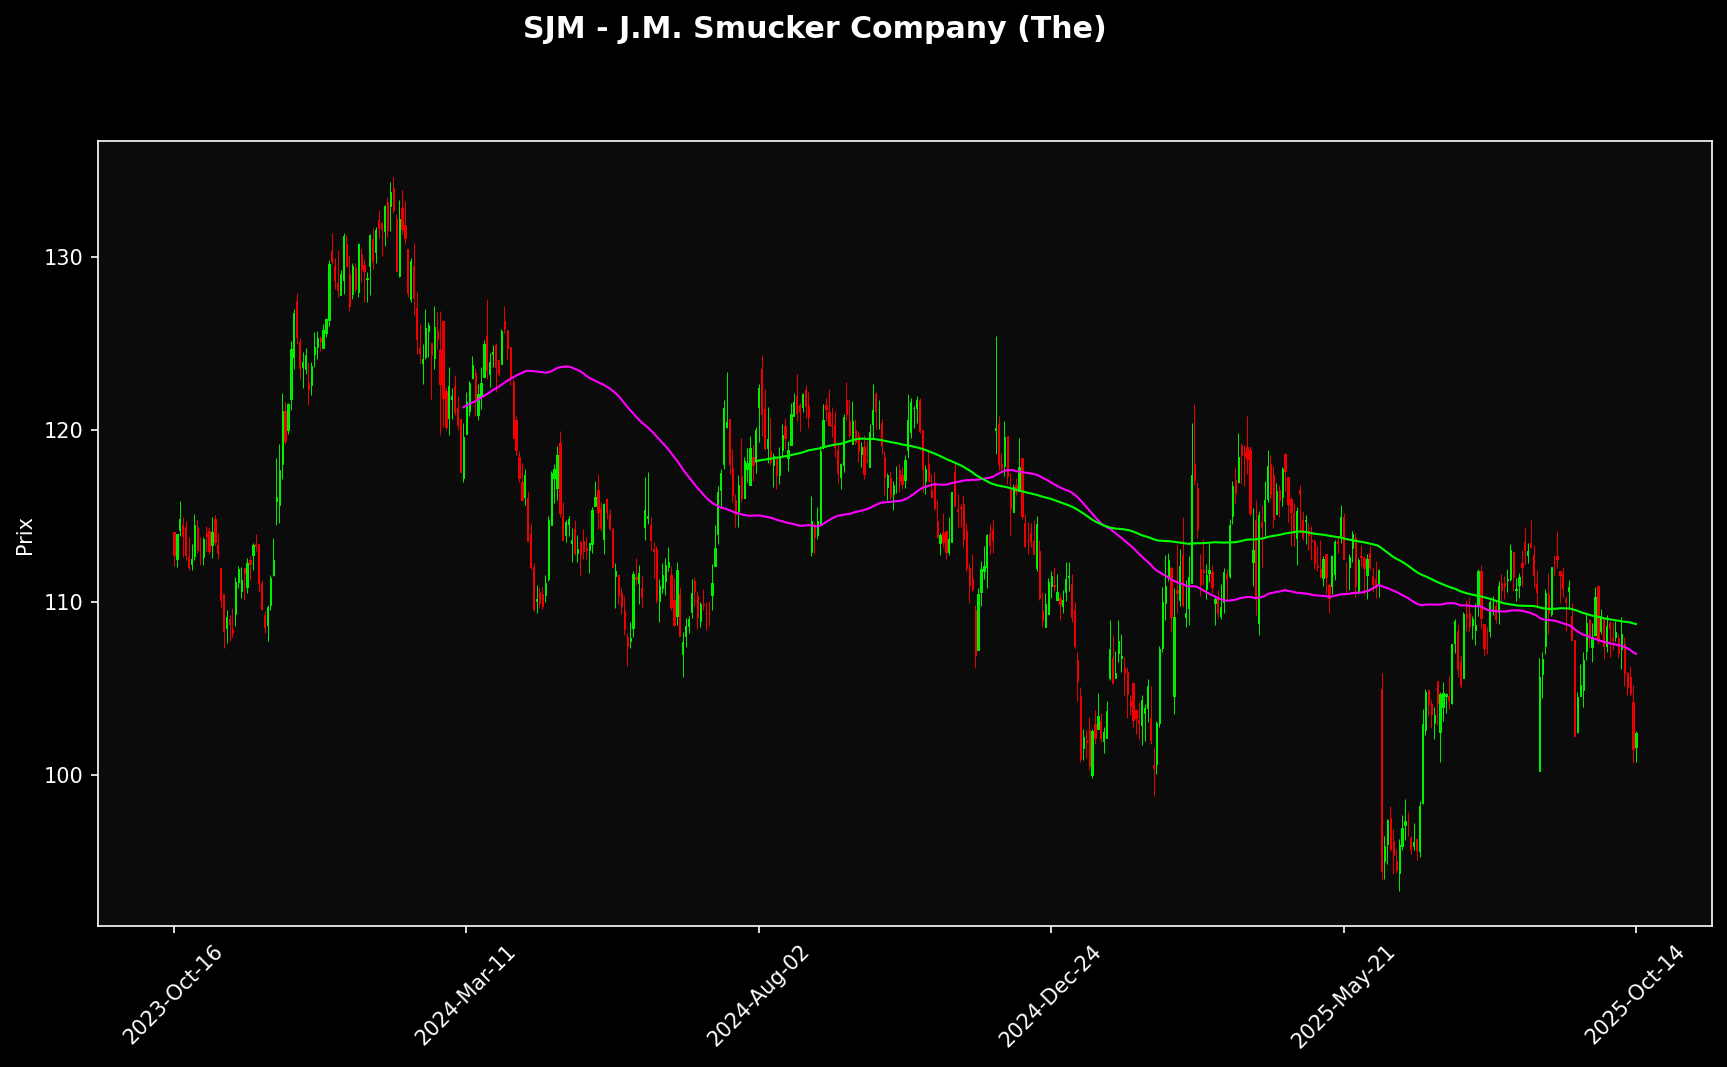 SJM - J.M. Smucker Company (The)
Prix
130
120
110
100
2023-Oct-16
2024-Mar-11
2024-Aug-02
2024-Dec-24
2025-May-21
2025-Oct-14